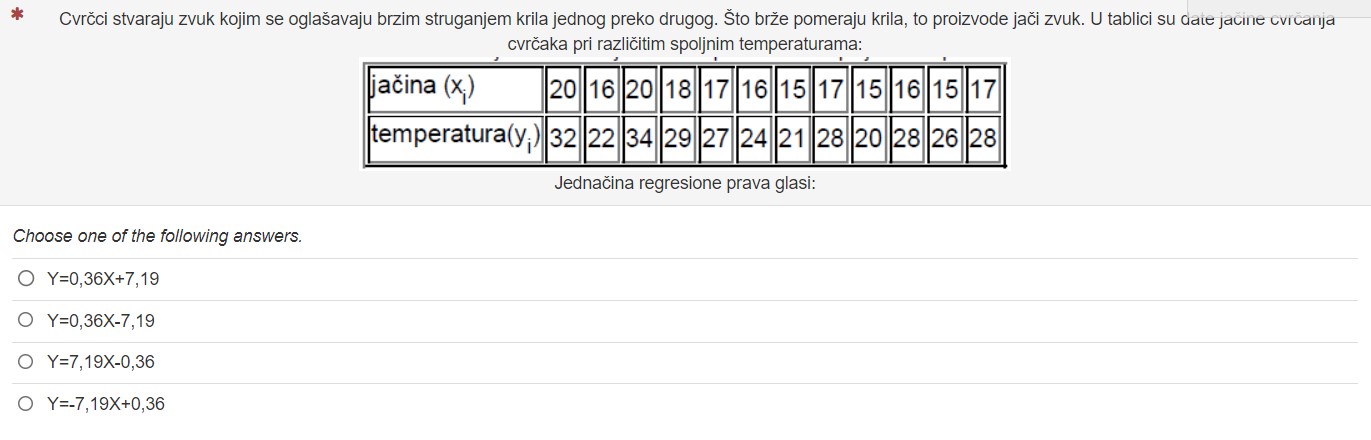 * Cvrčci stvaraju zvuk kojim se oglašavaju brzim struganjem krila jednog preko drugog. Što brže pomeraju krila, to proizvode jači zvuk. U tablici su date jačine cvrčanja
cvrčaka pri različitim spoljnim temperaturama:
jačina (xi) 20 16 20 18 17 16 15 17 15 16 15 17
temperatura(yi) 32 22 34 29 27 24 21 28 20 28 26 28
Jednačina regresione prava glasi:
Choose one of the following answers.
Y=0,36X+7,19
Y=0,36X-7,19
Y=7,19X-0,36
Y=-7,19X+0,36